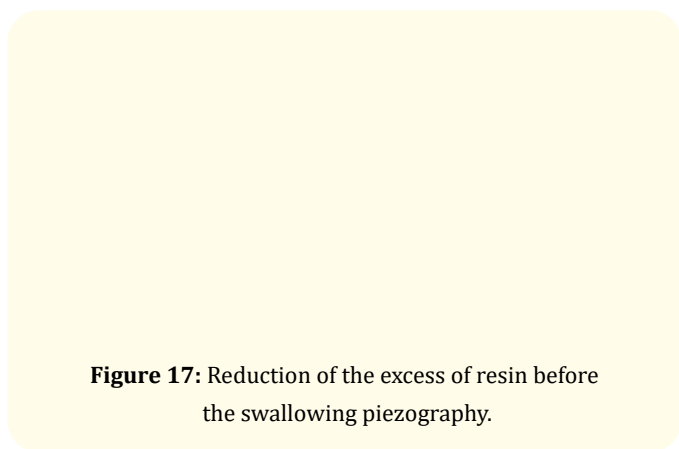 Figure 17: Reduction of the excess of resin before
the swallowing piezography.